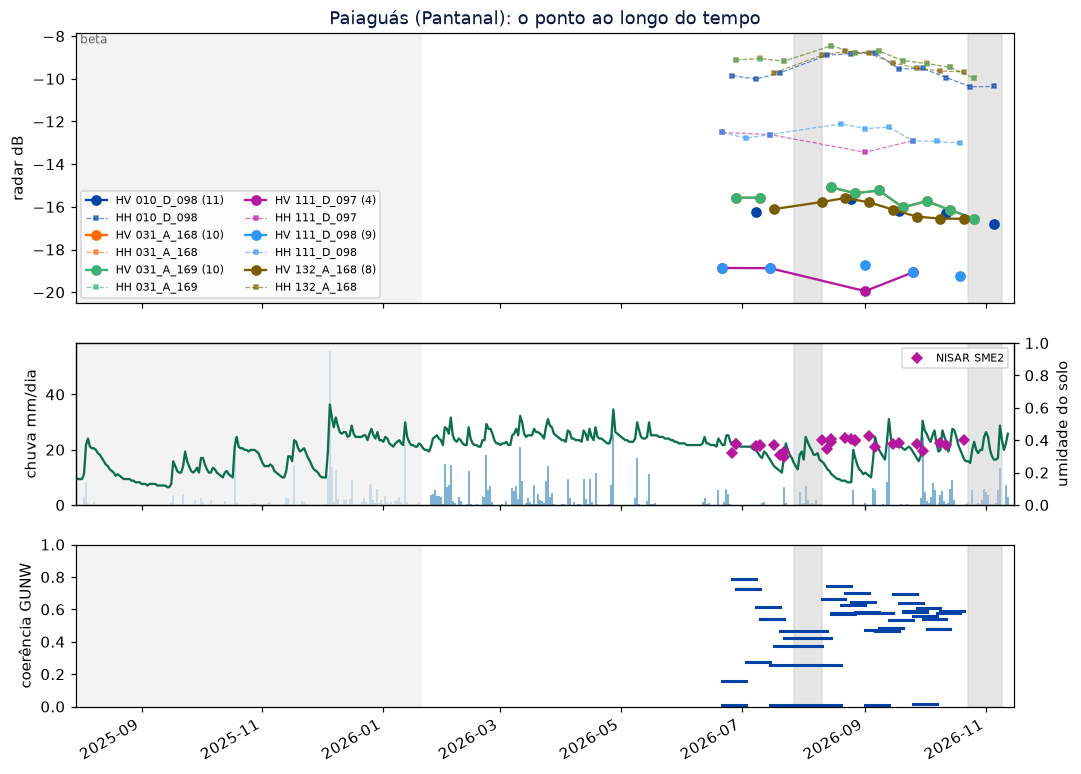 Paiaguás (Pantanal): o ponto ao longo do tempo
beta
−8
−10
−12
−14
−16
−18
−20
radar dB
HV 010_D_098 (11)
HH 010_D_098
HV 031_A_168 (10)
HH 031_A_168
HV 031_A_169 (10)
HH 031_A_169
HV 111_D_097 (4)
HH 111_D_097
HV 111_D_098 (9)
HH 111_D_098
HV 132_A_168 (8)
HH 132_A_168
40
20
0
chuva mm/dia
NISAR SME2
1.0
0.8
0.6
0.4
0.2
0.0
umidade do solo
1.0
0.8
0.6
0.4
0.2
0.0
coerência GUNW
2025-09
2025-11
2026-01
2026-03
2026-05
2026-07
2026-09
2026-11